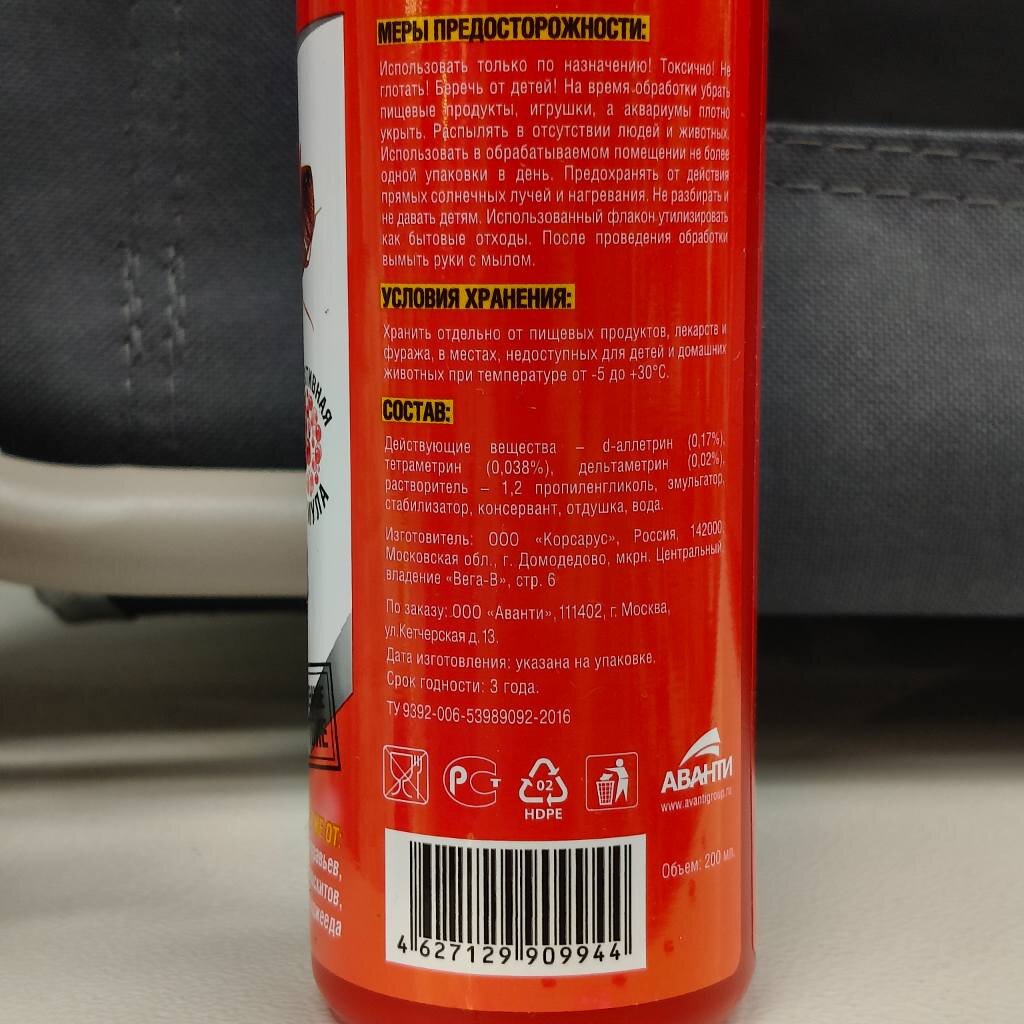 МЕРЫ ПРЕДОСТОРОЖНОСТИ:
Использовать только по назначению! Токсично! Не
глотать! Беречь от детей! На время обработки убрать
пищевые продукты, игрушки, а аквариумы плотно
укрыть. Распылять в отсутствии людей и животных.
Использовать в обрабатываемом помещении не более
одной упаковки в день. Предохранять от действия
прямых солнечных лучей и нагревания. Не разбирать и
не давать детям. Использованный флакон утилизировать
как бытовые отходы. После проведения обработки
вымыть руки с мылом.
УСЛОВИЯ ХРАНЕНИЯ:
Хранить отдельно от пищевых продуктов, лекарств и
фуража, в местах, недоступных для детей и домашних
животных при температуре от -5 до +30°C.
СОСТАВ:
Действующие вещества – d-аллетрин (0,17%),
тетраметрин (0,038%), дельтаметрин (0,02%),
растворитель – 1,2 пропиленгликоль, эмульгатор,
стабилизатор, консервант, отдушка, вода.
Изготовитель: ООО «Корсарус», Россия, 142000,
Московская обл., г. Домодедово, мкрн. Центральный,
владение «Вега-В», стр. 6
По заказу: ООО «Аванти», 111402, г. Москва,
ул.Кетчерская д.13.
Дата изготовления: указана на упаковке.
Срок годности: 3 года.
ТУ 9392-006-53989092-2016
РСТ
02
HDPE
АВАНТИ
www.avantigroup.ru
Объем: 200 мл.
4 627129 909944